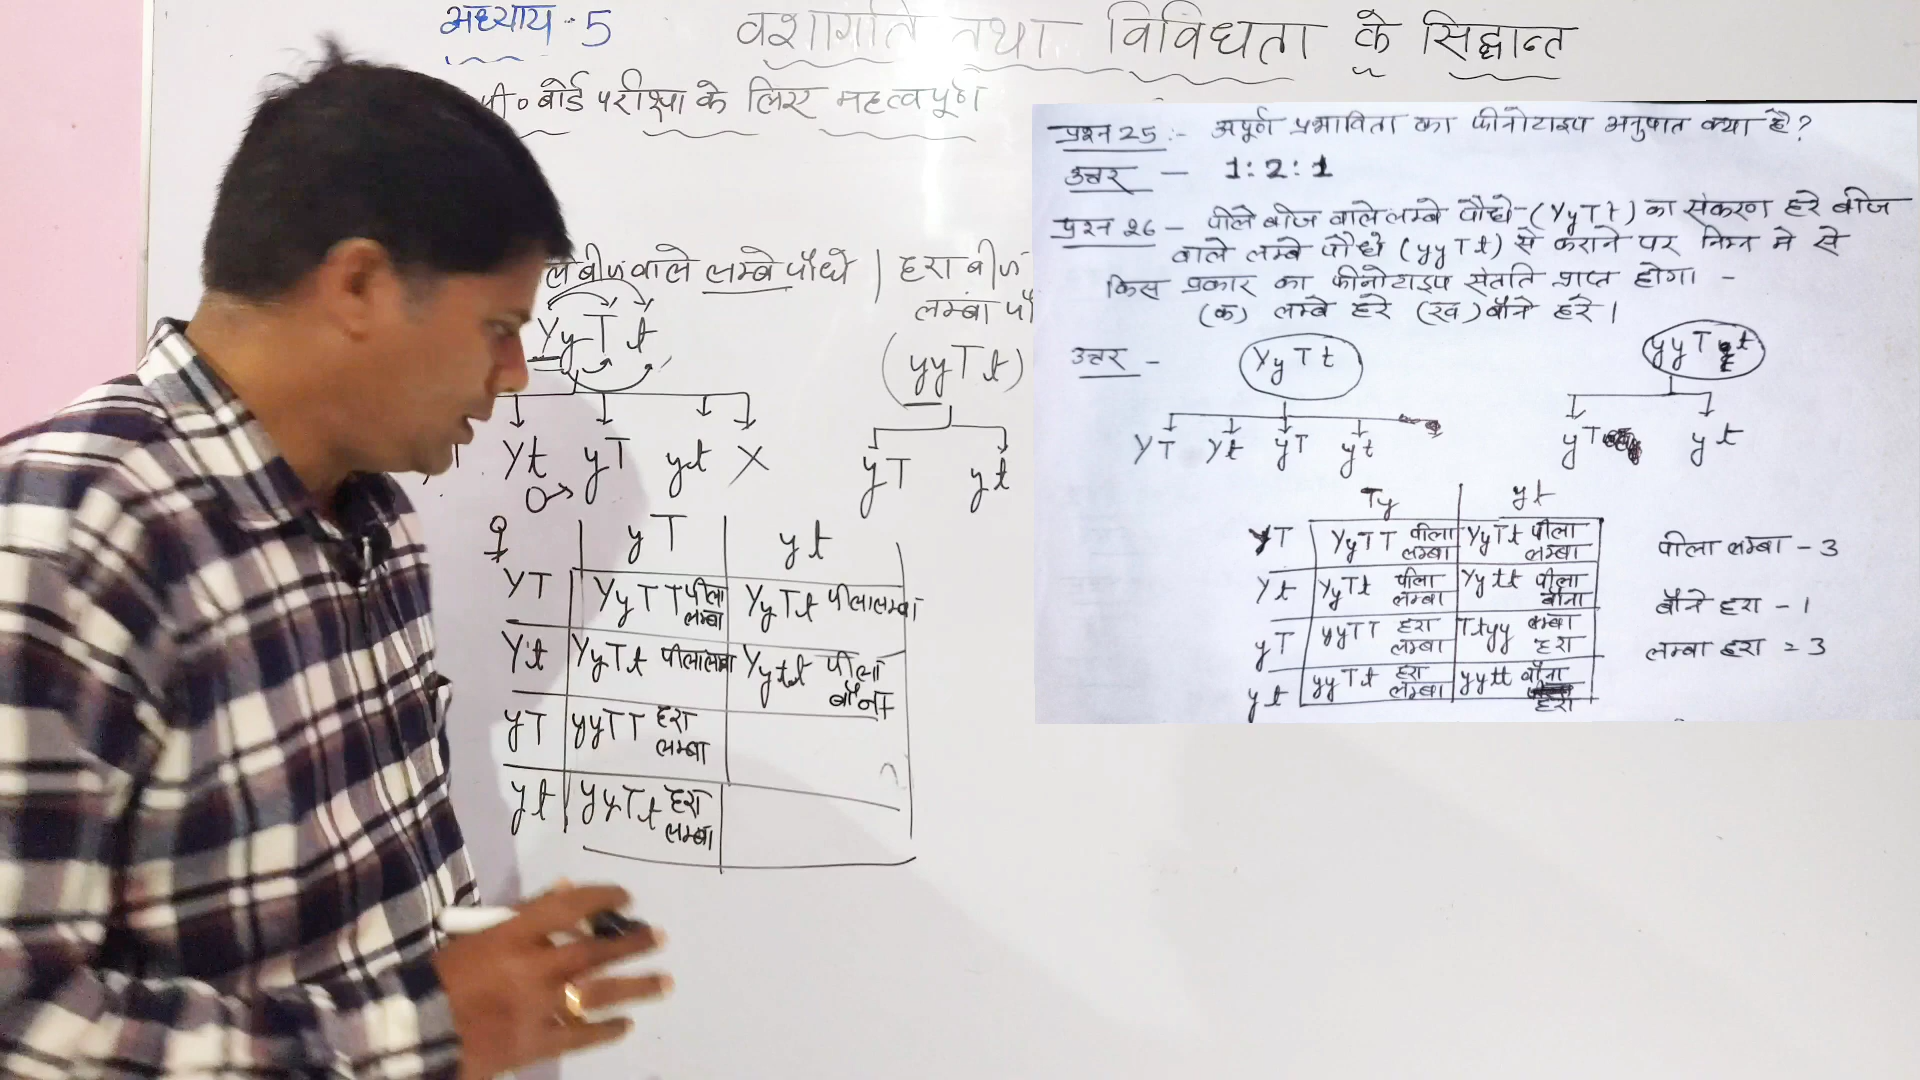 अध्याय - 5 वंशागति तथा विविधता के सिद्धान्त
पी० बोर्ड परीक्षा के लिए महत्वपूर्ण
ले बीज वाले लम्बे पौधे | हरा बीज
लम्बा पौ
YyTt
(yyTt)
T Yt yT yt X
yT yt
O→
♀ yT yt
YT YyTT पीला लम्बा YyTt पीला लम्बा
Yt YyTt पीला लम्बा Yytt पीला बौना
yT yyTT हरा लम्बा
yt yyTt हरा लम्बा
प्रश्न 25 :- अपूर्ण प्रभाविता का फीनोटाइप अनुपात क्या है?
उत्तर — 1:2:1
प्रश्न 26 – पीले बीज वाले लम्बे पौधे - (YyTt) का संकरण हरे बीज
वाले लम्बे पौधे (yyTt) से कराने पर निम्न में से
किस प्रकार का फीनोटाइप संतति प्राप्त होगा -
(क) लम्बे हरे (ख) बौने हरे।
उत्तर - YyTt yyTt
YT Yt yT yt
yT yt
Ty yt
YT YyTT पीला लम्बा YyTt पीला लम्बा
Yt YyTt पीला लम्बा Yytt पीला बौना
yT yyTT हरा लम्बा Ttyy लम्बा हरा
yt yyTt हरा लम्बा yytt बौना हरा
पीला लम्बा - 3
बौने हरा - 1
लम्बा हरा = 3